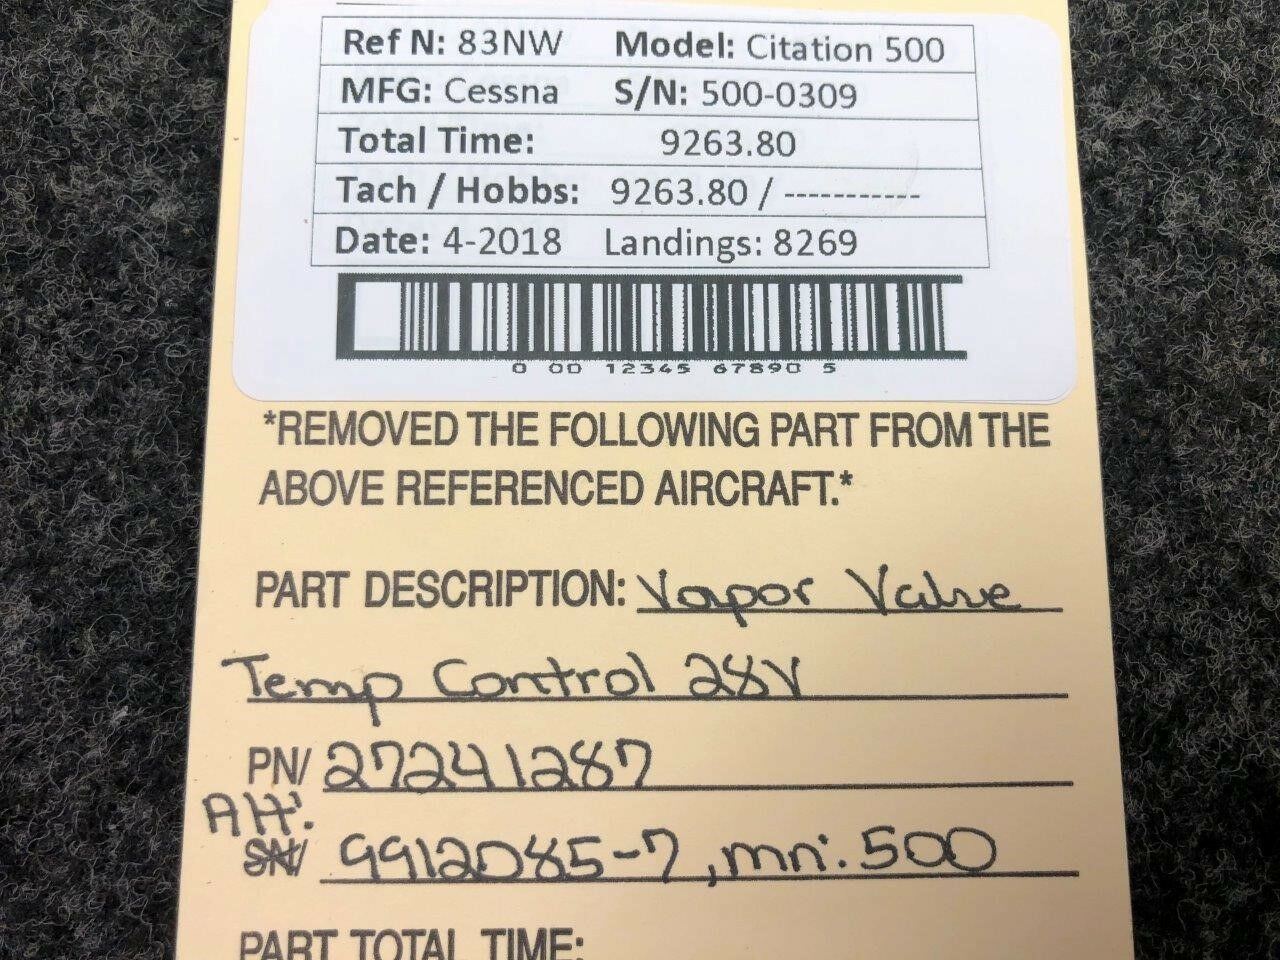 Ref N: 83NW Model: Citation 500
MFG: Cessna S/N: 500-0309
Total Time: 9263.80
Tach / Hobbs: 9263.80 / -----------
Date: 4-2018 Landings: 8269
0 00 12345 67890 5
*REMOVED THE FOLLOWING PART FROM THE
ABOVE REFERENCED AIRCRAFT.*
PART DESCRIPTION: Vapor Valve
Temp Control 28V
PN/ 27241287
Alt:
SN/ 9912085-7, mn: 500
PART TOTAL TIME: